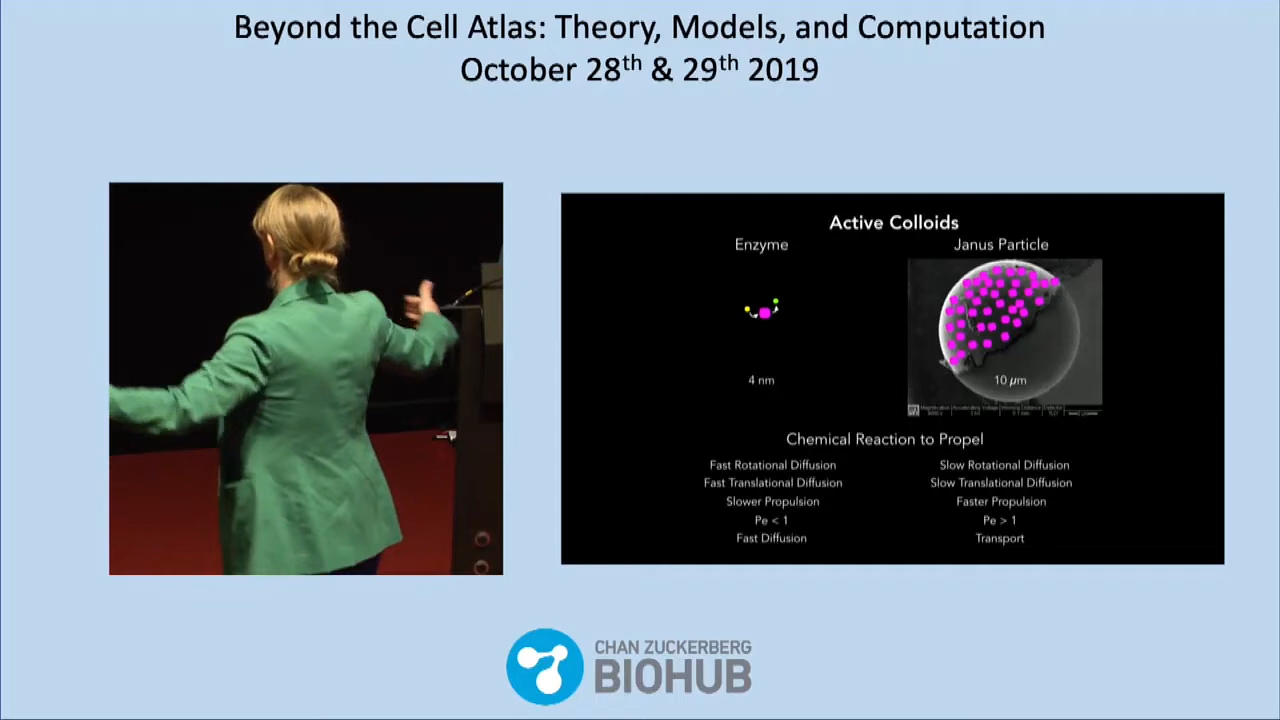 Beyond the Cell Atlas: Theory, Models, and Computation
October 28th & 29th 2019
Active Colloids
Enzyme
Janus Particle
4 nm
10 µm
Chemical Reaction to Propel
Fast Rotational Diffusion
Slow Rotational Diffusion
Fast Translational Diffusion
Slow Translational Diffusion
Slower Propulsion
Faster Propulsion
Pe < 1
Pe > 1
Fast Diffusion
Transport
CHAN ZUCKERBERG
BIOHUB